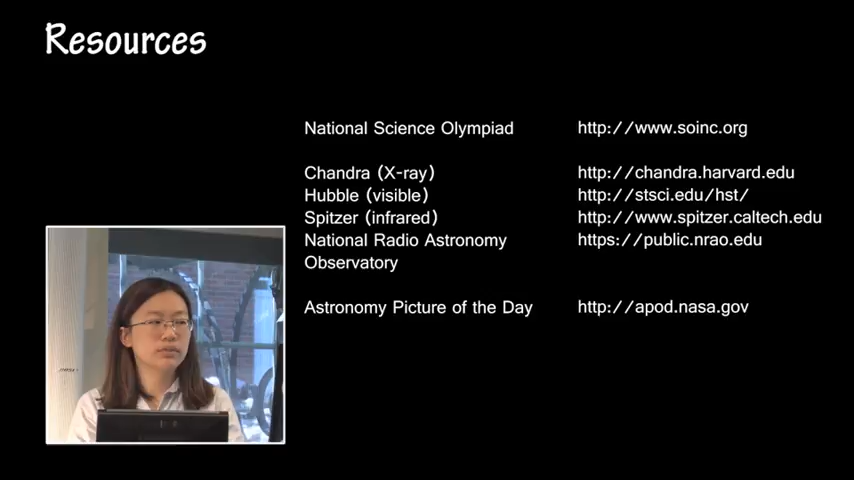 Resources
National Science Olympiad http://www.soinc.org
Chandra (X-ray) http://chandra.harvard.edu
Hubble (visible) http://stsci.edu/hst/
Spitzer (infrared) http://www.spitzer.caltech.edu
National Radio Astronomy https://public.nrao.edu
Observatory
Astronomy Picture of the Day http://apod.nasa.gov